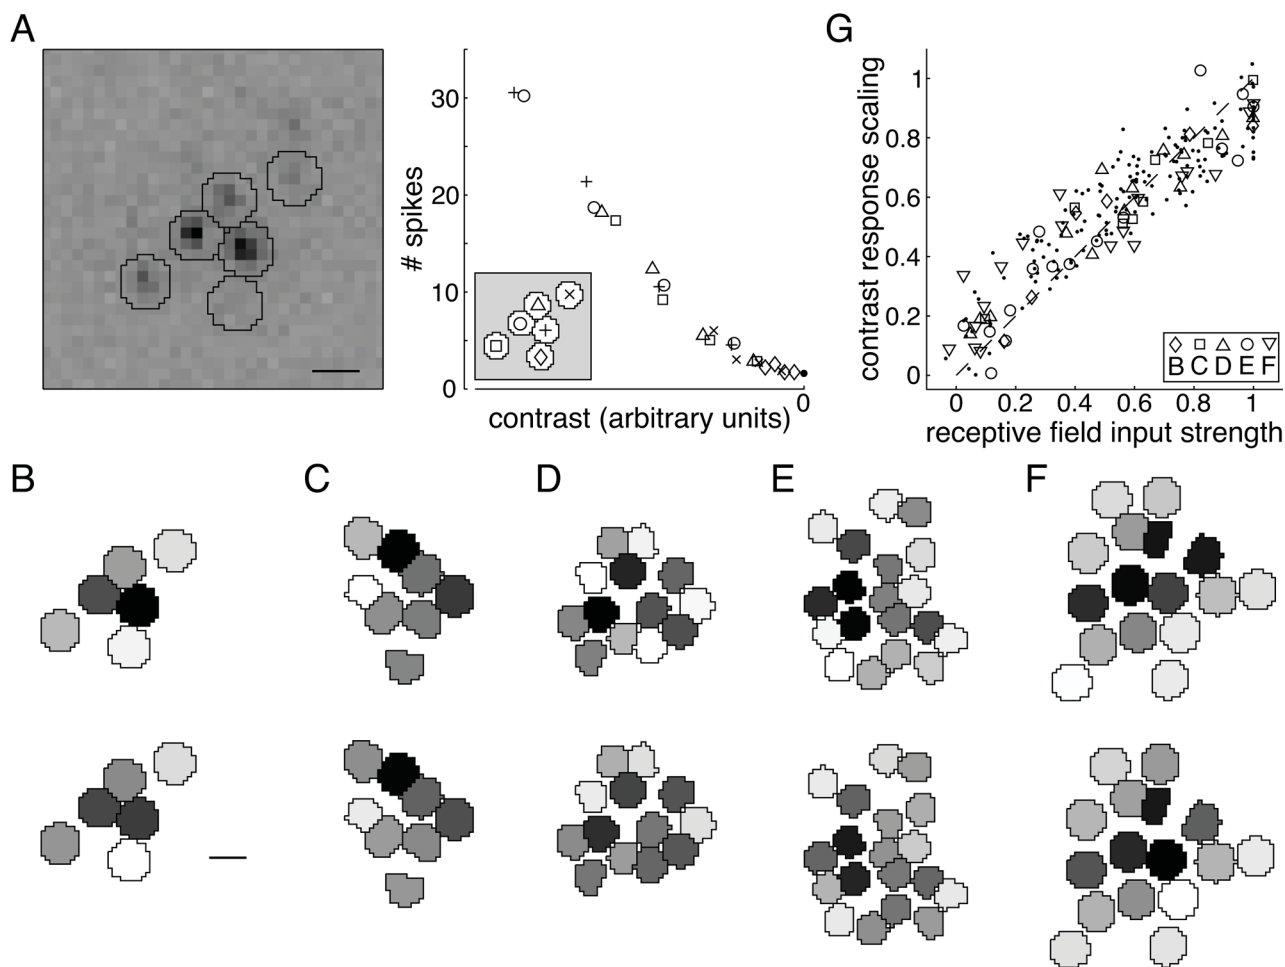 A
G
# spikes
30
20
10
0
0
contrast (arbitrary units)
contrast response scaling
1
0.8
0.6
0.4
0.2
0
0
0.2
0.4
0.6
0.8
1
receptive field input strength
B C D E F
B
C
D
E
F